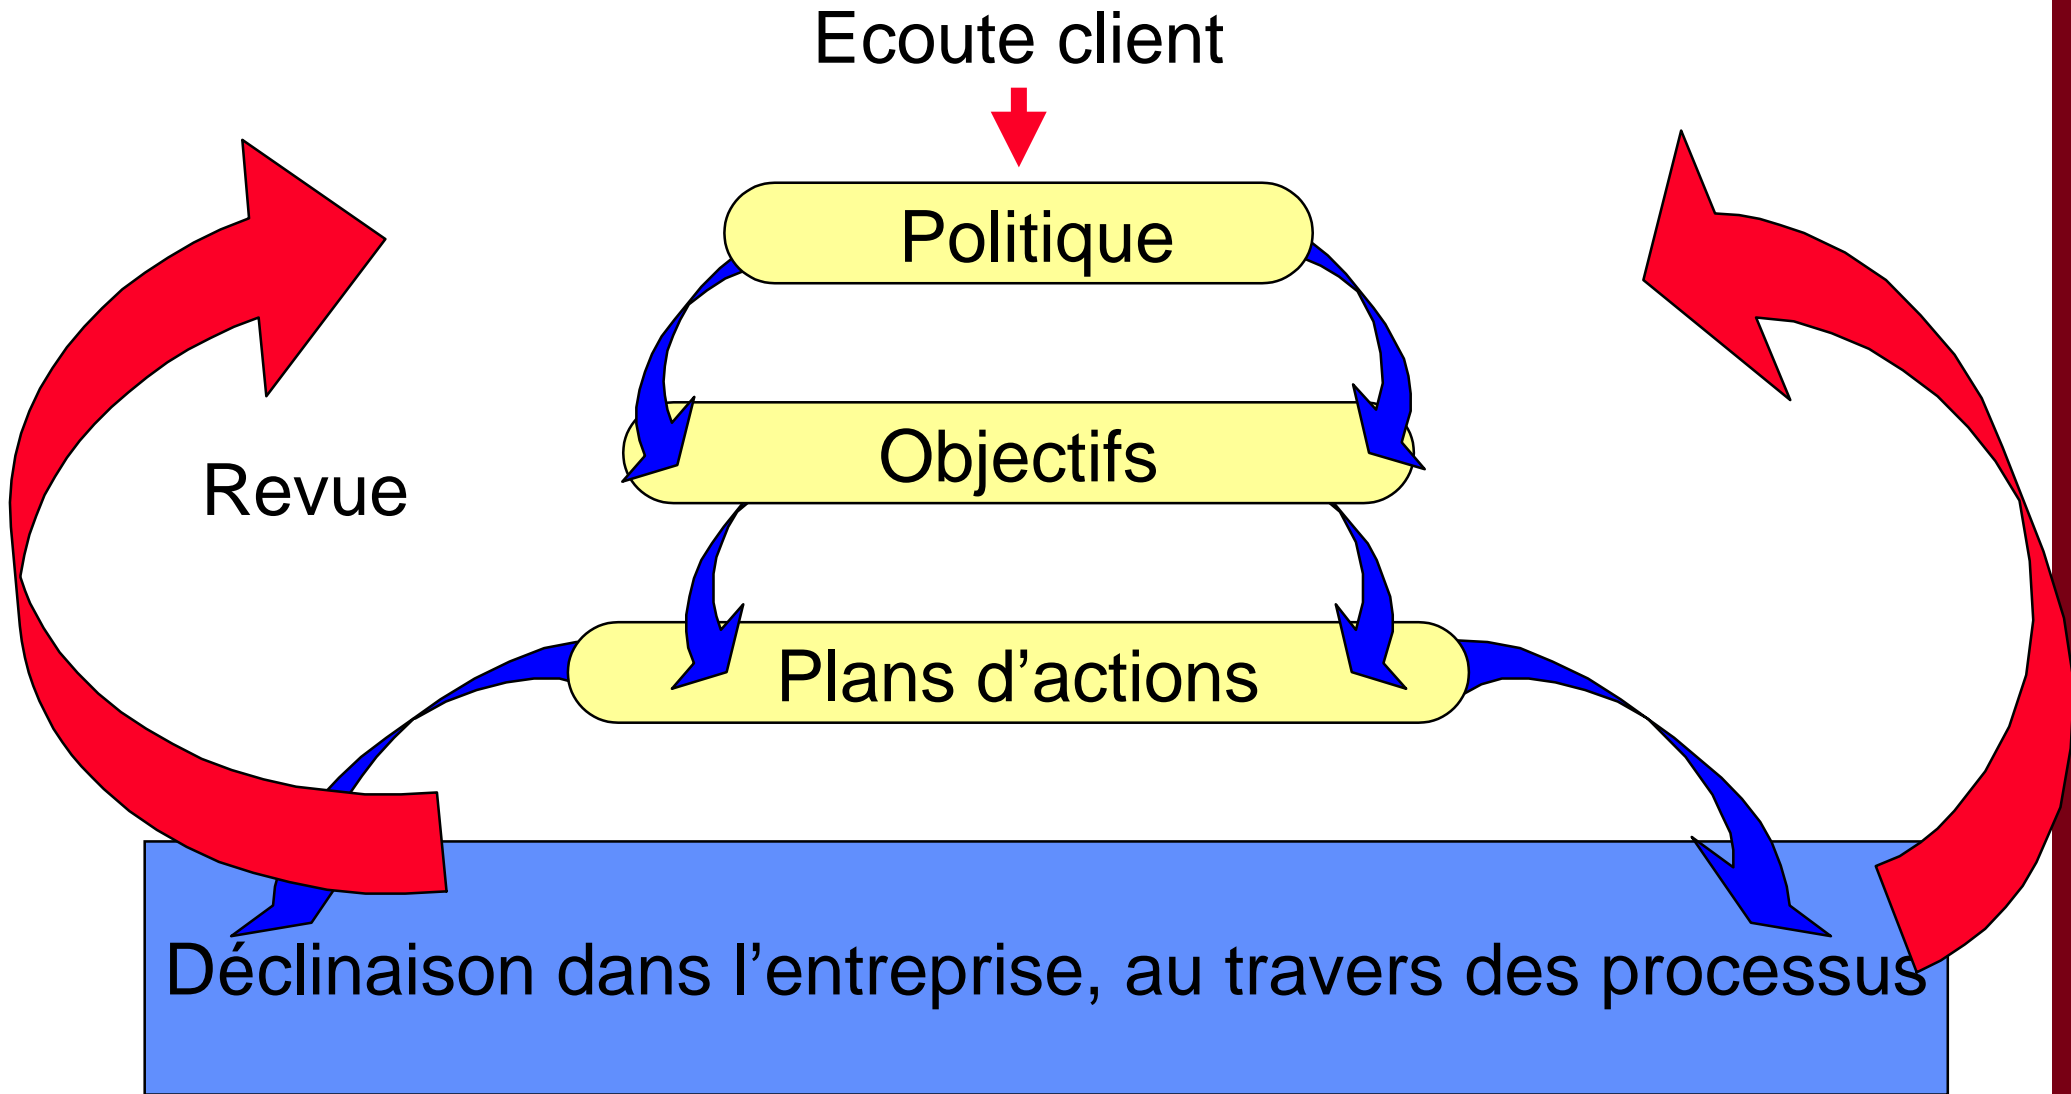 Ecoute client
Politique
Objectifs
Revue
Plans d’actions
Déclinaison dans l’entreprise, au travers des processus